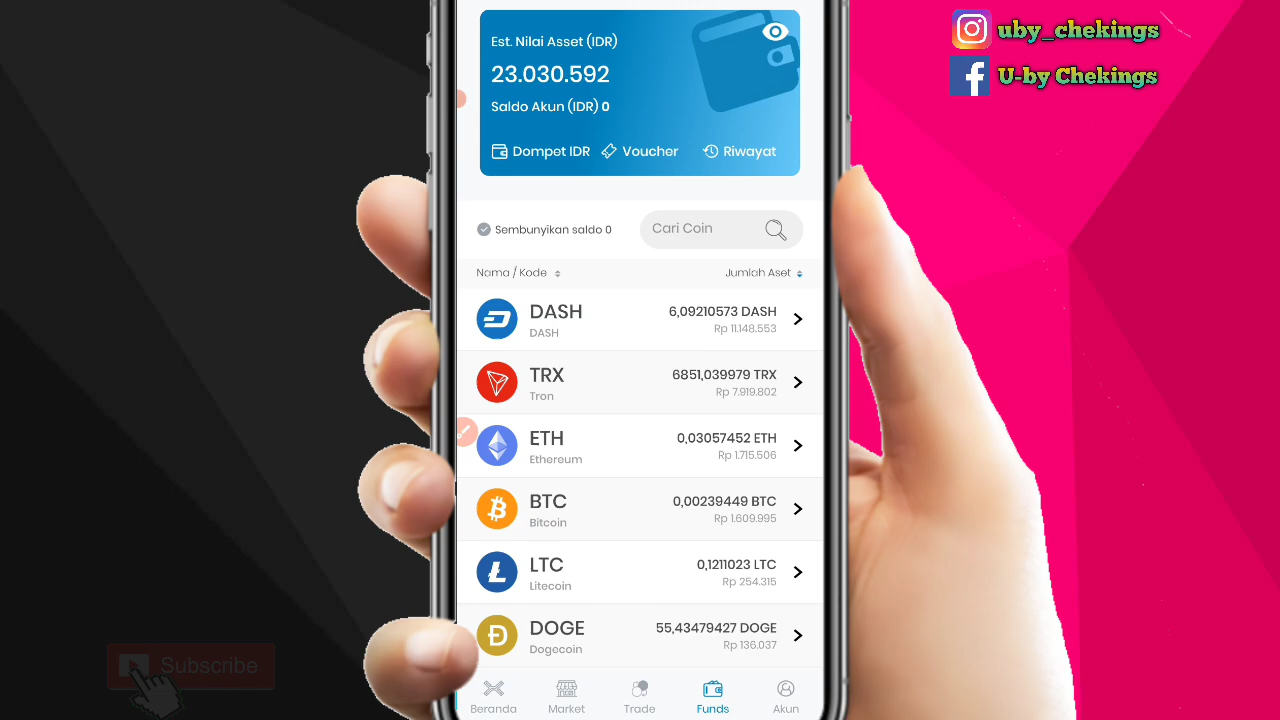 uby_chekings
U-by Chekings
Est. Nilai Asset (IDR)
23.030.592
Saldo Akun (IDR) 0
Dompet IDR Voucher Riwayat
Sembunyikan saldo 0
Cari Coin
Nama / Kode Jumlah Aset
DASH 6,09210573 DASH
DASH Rp 11.148.553
TRX 6851,039979 TRX
Tron Rp 7.919.802
ETH 0,03057452 ETH
Ethereum Rp 1.715.506
BTC 0,00239449 BTC
Bitcoin Rp 1.609.995
LTC 0,1211023 LTC
Litecoin Rp 254.315
DOGE 55,43479427 DOGE
Dogecoin Rp 136.037
Subscribe
Beranda Market Trade Funds Akun